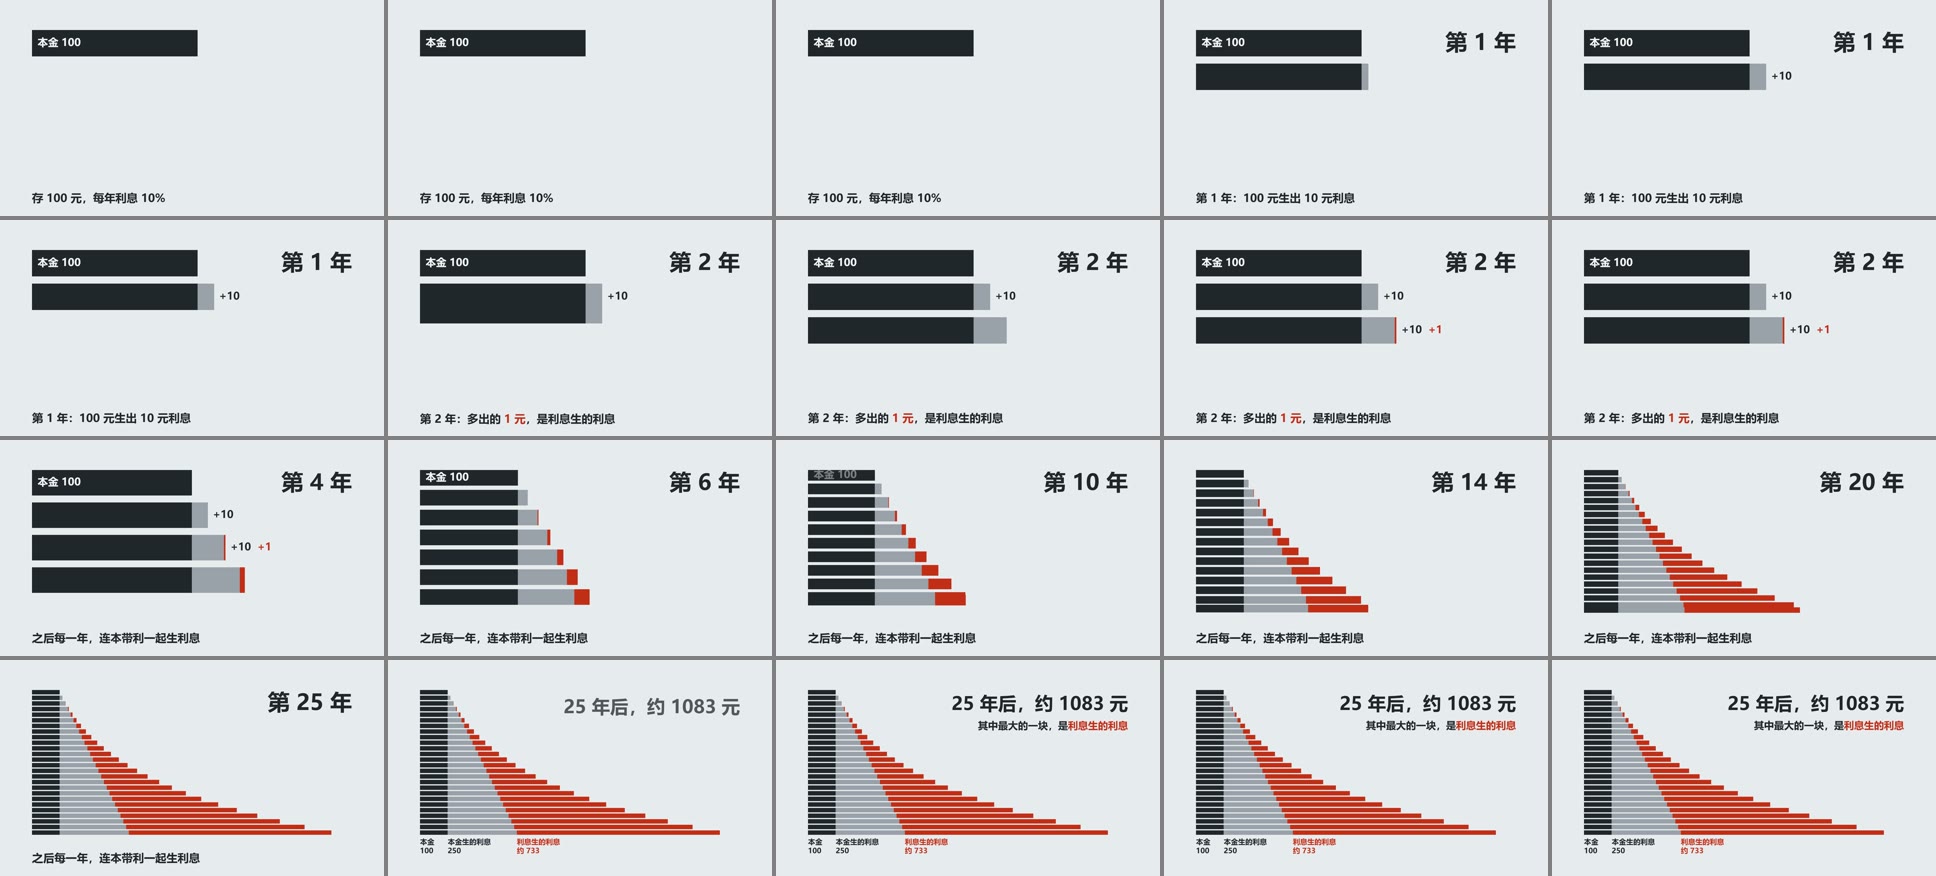 本金 100
存 100 元，每年利息 10%
本金 100
存 100 元，每年利息 10%
本金 100
存 100 元，每年利息 10%
本金 100
第 1 年
第 1 年：100 元生出 10 元利息
本金 100
第 1 年
+10
第 1 年：100 元生出 10 元利息
本金 100
第 1 年
+10
第 1 年：100 元生出 10 元利息
本金 100
第 2 年
+10
第 2 年：多出的 1 元，是利息生的利息
本金 100
第 2 年
+10
第 2 年：多出的 1 元，是利息生的利息
本金 100
第 2 年
+10
+10 +1
第 2 年：多出的 1 元，是利息生的利息
本金 100
第 2 年
+10
+10 +1
第 2 年：多出的 1 元，是利息生的利息
本金 100
第 4 年
+10
+10 +1
之后每一年，连本带利一起生利息
本金 100
第 6 年
之后每一年，连本带利一起生利息
本金 100
第 10 年
之后每一年，连本带利一起生利息
第 14 年
之后每一年，连本带利一起生利息
第 20 年
之后每一年，连本带利一起生利息
第 25 年
之后每一年，连本带利一起生利息
25 年后，约 1083 元
本金 本金生的利息 利息生的利息
100 250 约 733
25 年后，约 1083 元
其中最大的一块，是利息生的利息
本金 本金生的利息 利息生的利息
100 250 约 733
25 年后，约 1083 元
其中最大的一块，是利息生的利息
本金 本金生的利息 利息生的利息
100 250 约 733
25 年后，约 1083 元
其中最大的一块，是利息生的利息
本金 本金生的利息 利息生的利息
100 250 约 733